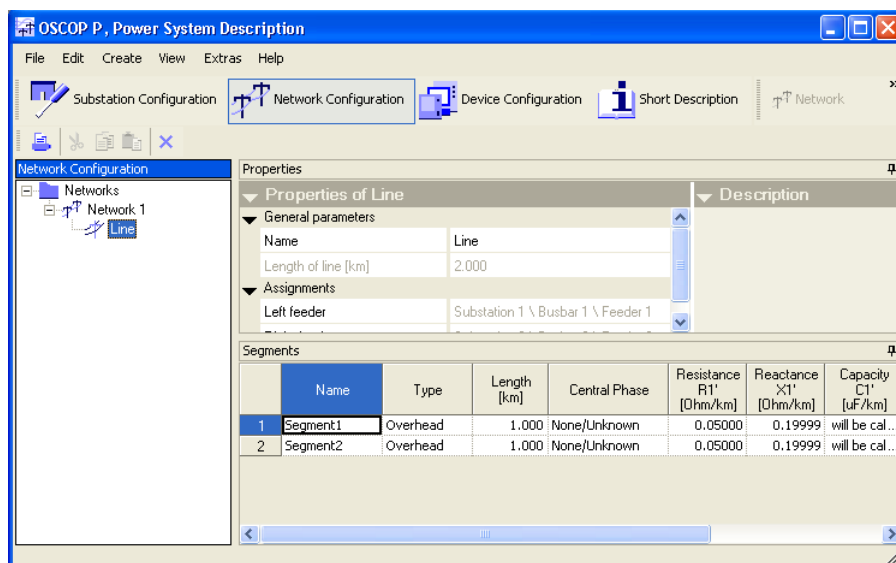 OSCOP P, Power System Description
File Edit Create View Extras Help
Substation Configuration Network Configuration Device Configuration Short Description Network
Network Configuration
Networks
Network 1
Line
Properties
Properties of Line
Description
General parameters
Name Line
Length of line [km] 2.000
Assignments
Left feeder Substation 1 \ Busbar 1 \ Feeder 1
Segments
Name Type Length [km] Central Phase Resistance R1' [Ohm/km] Reactance X1' [Ohm/km] Capacity C1' [uF/km]
1 Segment1 Overhead 1.000 None/Unknown 0.05000 0.19999 will be cal...
2 Segment2 Overhead 1.000 None/Unknown 0.05000 0.19999 will be cal...